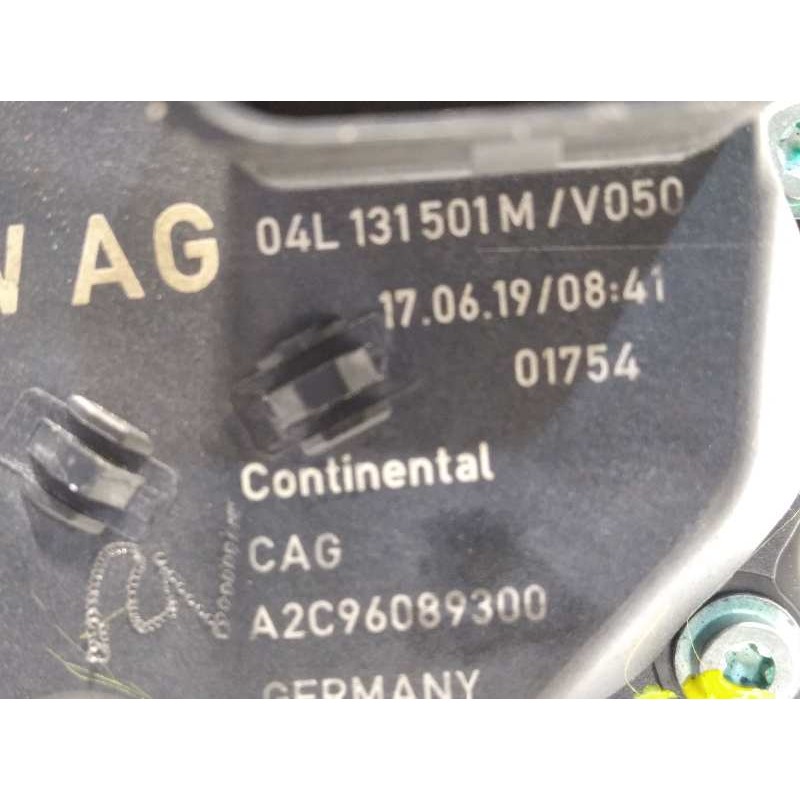 W AG
04L 131 501 M /V050
17.06.19/08:41
01754
Continental
CAG
A2C96089300
GERMANY